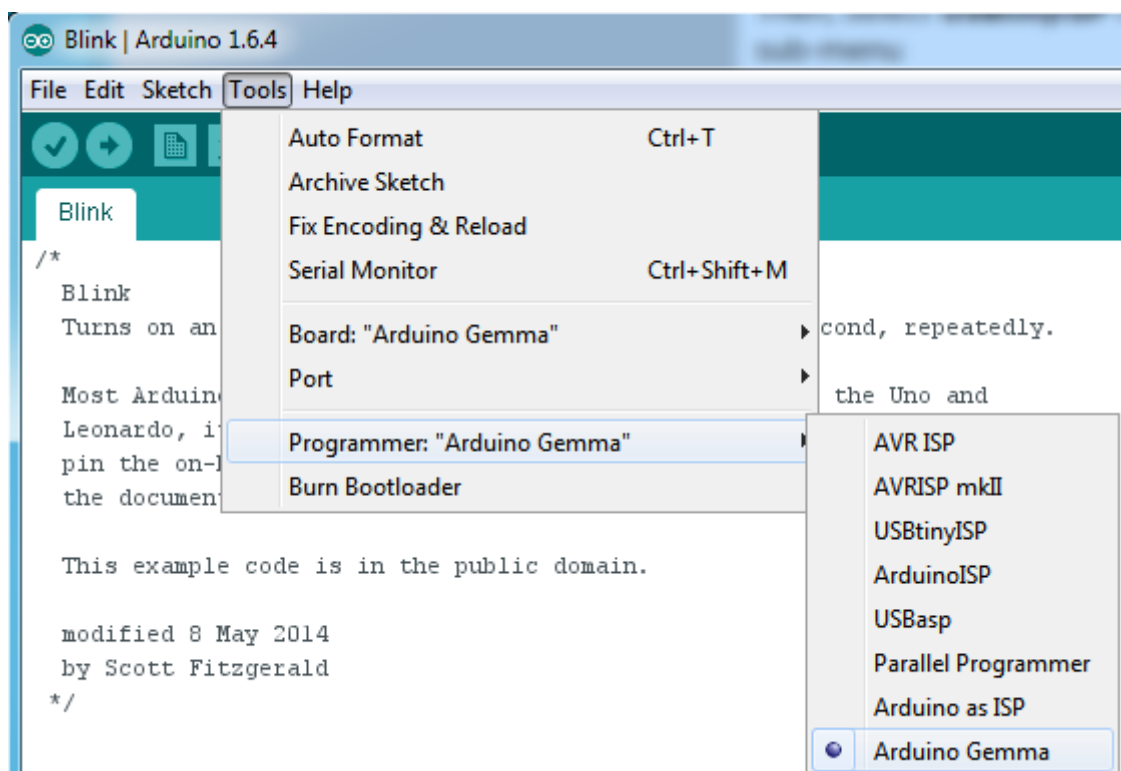 sub-menu
Blink | Arduino 1.6.4
File Edit Sketch Tools Help
Auto Format Ctrl+T
Archive Sketch
Fix Encoding & Reload
Serial Monitor Ctrl+Shift+M
Board: "Arduino Gemma"
Port
Programmer: "Arduino Gemma"
Burn Bootloader
AVR ISP
AVRISP mkII
USBtinyISP
ArduinoISP
USBasp
Parallel Programmer
Arduino as ISP
Arduino Gemma
Blink
/*
Blink
Turns on an cond, repeatedly.
Most Arduin the Uno and
Leonardo, i
pin the on-
the documen
This example code is in the public domain.
modified 8 May 2014
by Scott Fitzgerald
*/